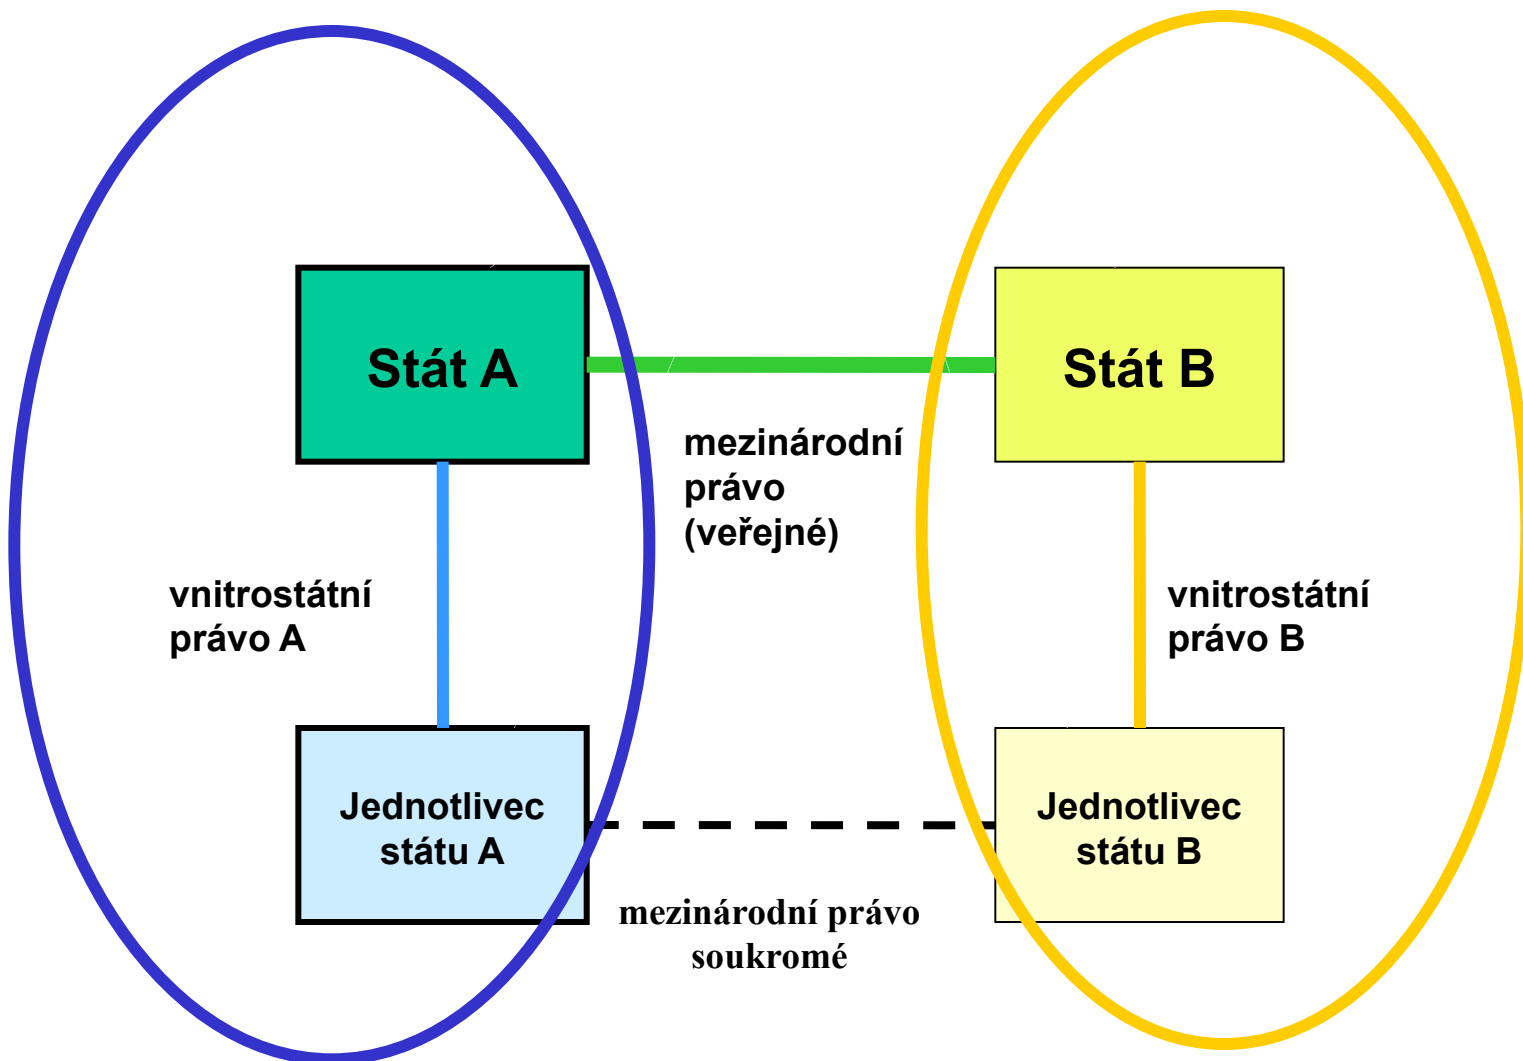 Stát A
Stát B
mezinárodní
právo
(veřejné)
vnitrostátní
právo A
vnitrostátní
právo B
Jednotlivec
státu A
Jednotlivec
státu B
mezinárodní právo
soukromé